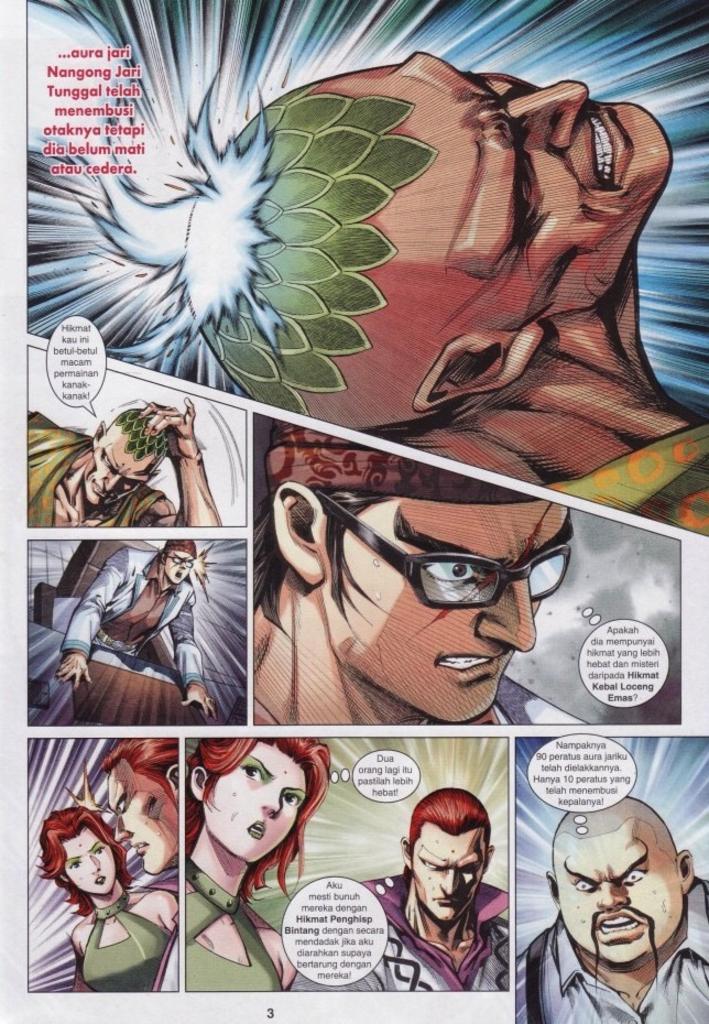 ...aura jari
Nangong Jari
Tunggal telah
menembusi
otaknya tetapi
dia belum mati
atau cedera.
Hikmat
kau ini
betul-betul
macam
permainan
kanak-
kanak!
Apakah
dia mempunyai
hikmat yang lebih
hebat dan misteri
daripada Hikmat
Kebal Loceng
Emas?
Dua
orang lagi itu
pastilah lebih
hebat!
Aku
mesti bunuh
mereka dengan
Hikmat Penghisp
Bintang dengan
mendadak jika aku
diarahkan supaya
bertarung dengan
mereka!
Nampaknya
90 peratus aura jariku
telah dielakkannya.
Hanya 10 peratus yang
telah menembusi
kepalanya!
3